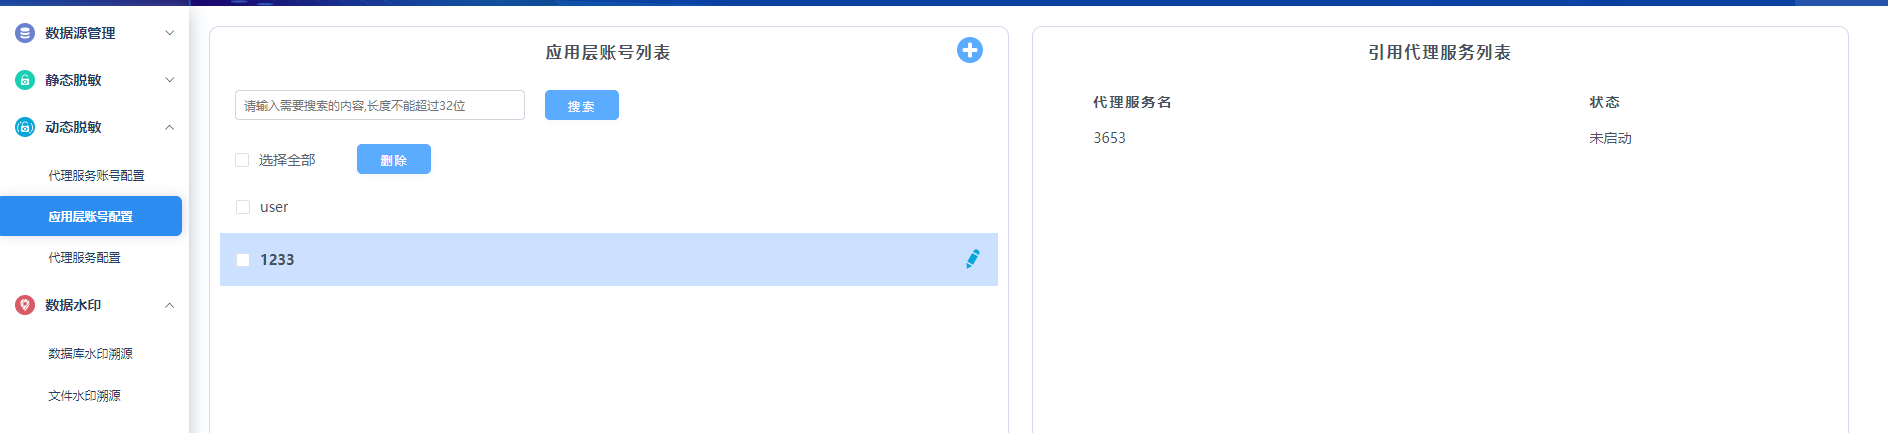 数据源管理
静态脱敏
动态脱敏
代理服务账号配置
应用层账号配置
代理服务配置
数据水印
数据库水印溯源
文件水印溯源
应用层账号列表
请输入需要搜索的内容,长度不能超过32位
搜索
选择全部
删除
user
1233
引用代理服务列表
代理服务名 状态
3653 未启动